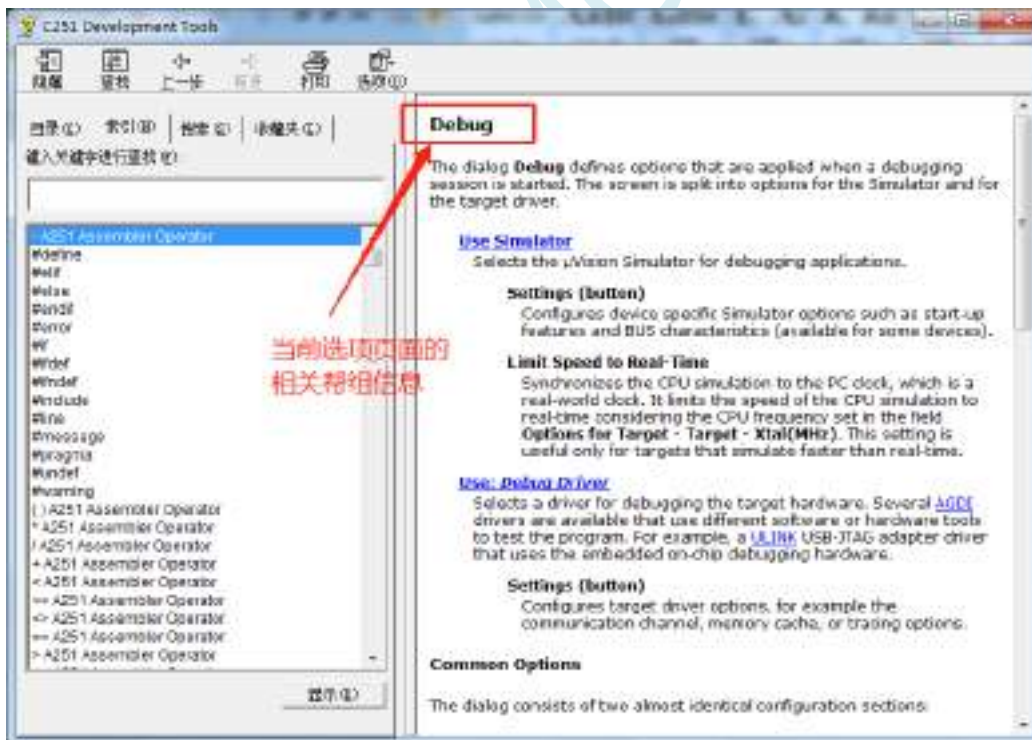 C251 Development Tools
隐藏 查找 上一步 前进 打印 选项(O)
目录(C) 索引(N) 搜索(S) 收藏夹(I)
键入关键字进行查找(W):
- A251 Assembler Operator
#define
#elif
#else
#endif
#error
#if
#ifdef
#ifndef
#include
#line
#message
#pragma
#undef
#warning
( ) A251 Assembler Operator
* A251 Assembler Operator
/ A251 Assembler Operator
+ A251 Assembler Operator
< A251 Assembler Operator
<= A251 Assembler Operator
<> A251 Assembler Operator
== A251 Assembler Operator
> A251 Assembler Operator
显示(D)
当前选项页面的
相关帮组信息
Debug
The dialog Debug defines options that are applied when a debugging
session is started. The screen is split into options for the Simulator and for
the target driver.
Use Simulator
Selects the µVision Simulator for debugging applications.
Settings (button)
Configures device specific Simulator options such as start-up
features and BUS characteristics (available for some devices).
Limit Speed to Real-Time
Synchronizes the CPU simulation to the PC clock, which is a
real-world clock. It limits the speed of the CPU simulation to
real-time considering the CPU frequency set in the field
Options for Target - Target - Xtal(MHz). This setting is
useful only for targets that simulate faster than real-time.
Use: Debug Driver
Selects a driver for debugging the target hardware. Several AGDI
drivers are available that use different software or hardware tools
to test the program. For example, a ULINK USB-JTAG adapter driver
that uses the embedded on-chip debugging hardware.
Settings (button)
Configures target driver options, for example the
communication channel, memory cache, or tracing options.
Common Options
The dialog consists of two almost identical configuration sections: